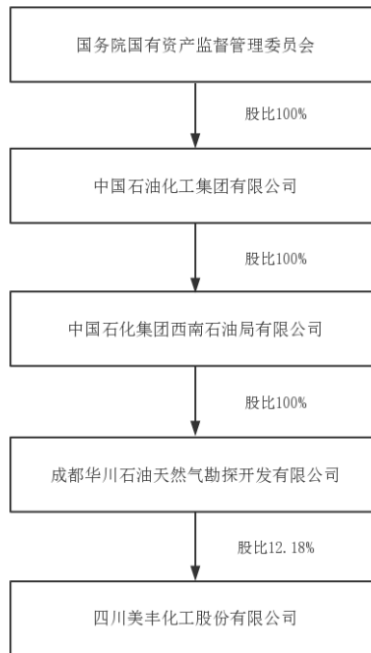 国务院国有资产监督管理委员会
股比100%
中国石油化工集团有限公司
股比100%
中国石化集团西南石油局有限公司
股比100%
成都华川石油天然气勘探开发有限公司
股比12.18%
四川美丰化工股份有限公司